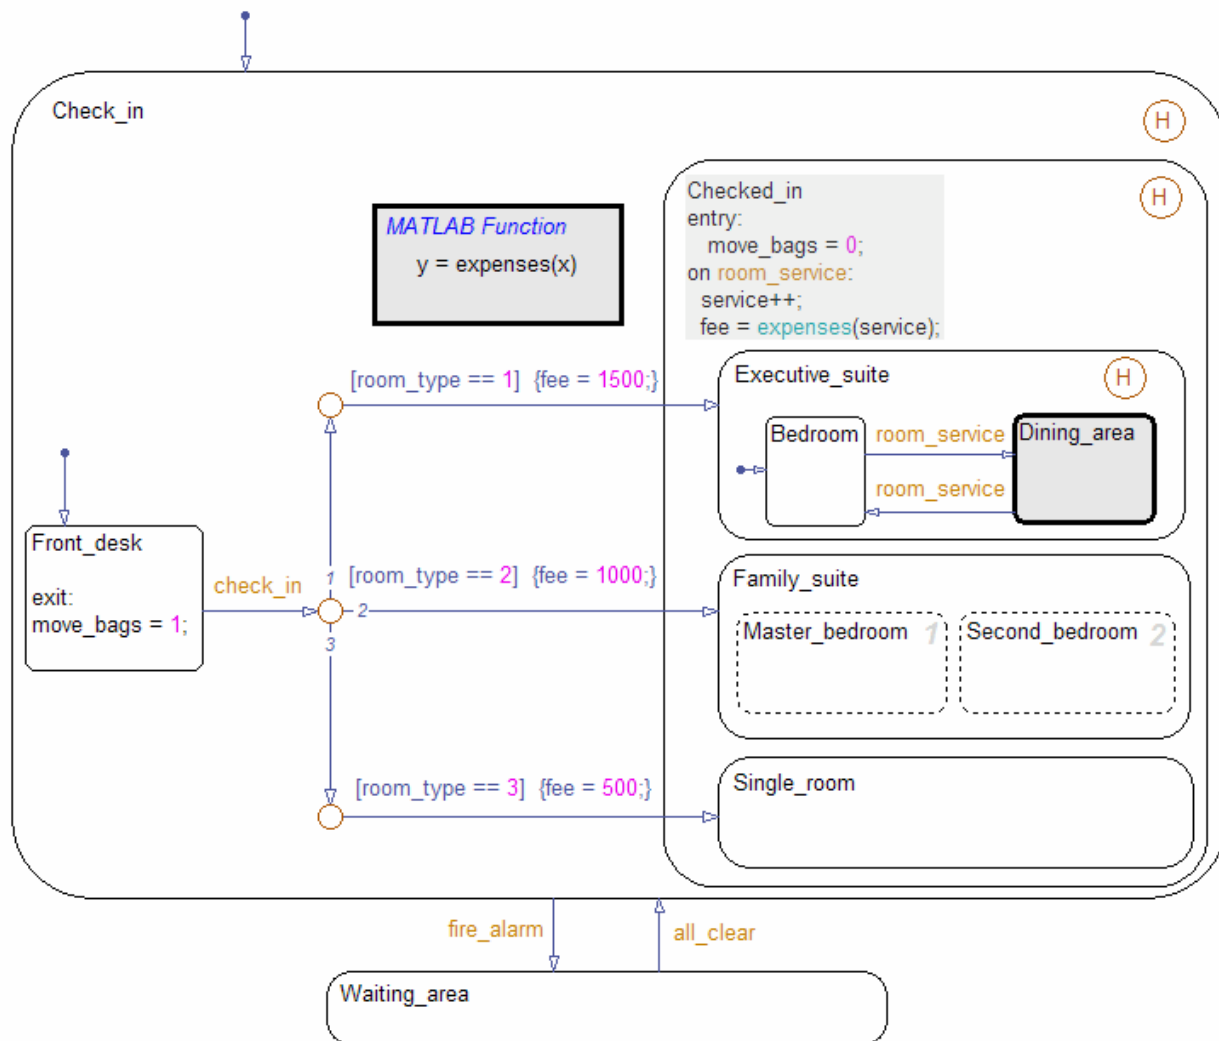 Check_in
H
Checked_in
H
entry:
move_bags = 0;
on room_service:
service++;
fee = expenses(service);
MATLAB Function
y = expenses(x)
[room_type == 1] {fee = 1500;}
Executive_suite
H
Bedroom
room_service
Dining_area
room_service
Front_desk
exit:
move_bags = 1;
check_in
1
2
3
[room_type == 2] {fee = 1000;}
Family_suite
Master_bedroom 1
Second_bedroom 2
[room_type == 3] {fee = 500;}
Single_room
fire_alarm
all_clear
Waiting_area